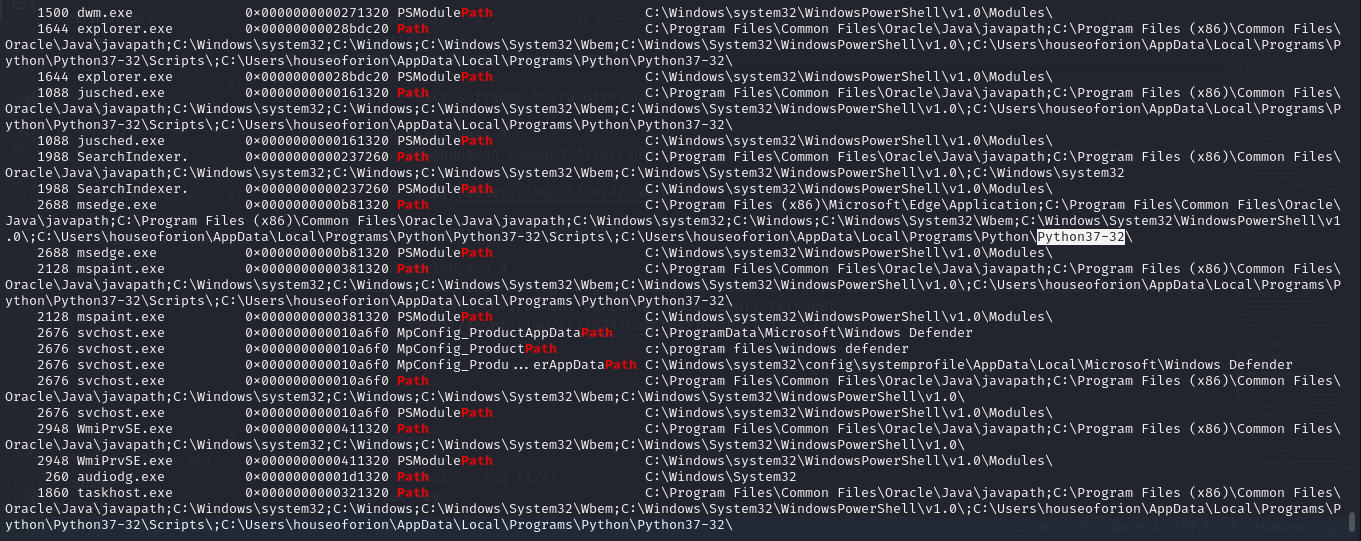 1500 dwm.exe 0×0000000000271320 PSModulePath C:\Windows\system32\WindowsPowerShell\v1.0\Modules\
1644 explorer.exe 0×00000000028bdc20 Path C:\Program Files\Common Files\Oracle\Java\javapath;C:\Program Files (x86)\Common Files\
Oracle\Java\javapath;C:\Windows\system32;C:\Windows;C:\Windows\System32\Wbem;C:\Windows\System32\WindowsPowerShell\v1.0\;C:\Users\houseoforion\AppData\Local\Programs\P
ython\Python37-32\Scripts\;C:\Users\houseoforion\AppData\Local\Programs\Python\Python37-32\
1644 explorer.exe 0×00000000028bdc20 PSModulePath C:\Windows\system32\WindowsPowerShell\v1.0\Modules\
1088 jusched.exe 0×0000000000161320 Path C:\Program Files\Common Files\Oracle\Java\javapath;C:\Program Files (x86)\Common Files\
Oracle\Java\javapath;C:\Windows\system32;C:\Windows;C:\Windows\System32\Wbem;C:\Windows\System32\WindowsPowerShell\v1.0\;C:\Users\houseoforion\AppData\Local\Programs\P
ython\Python37-32\Scripts\;C:\Users\houseoforion\AppData\Local\Programs\Python\Python37-32\
1088 jusched.exe 0×0000000000161320 PSModulePath C:\Windows\system32\WindowsPowerShell\v1.0\Modules\
1988 SearchIndexer. 0×0000000000237260 Path C:\Program Files\Common Files\Oracle\Java\javapath;C:\Program Files (x86)\Common Files\
Oracle\Java\javapath;C:\Windows\system32;C:\Windows;C:\Windows\System32\Wbem;C:\Windows\System32\WindowsPowerShell\v1.0\;C:\Windows\system32
1988 SearchIndexer. 0×0000000000237260 PSModulePath C:\Windows\system32\WindowsPowerShell\v1.0\Modules\
2688 msedge.exe 0×0000000000b81320 Path C:\Program Files (x86)\Microsoft\Edge\Application;C:\Program Files\Common Files\Oracle\
Java\javapath;C:\Program Files (x86)\Common Files\Oracle\Java\javapath;C:\Windows\system32;C:\Windows;C:\Windows\System32\Wbem;C:\Windows\System32\WindowsPowerShell\v1
.0\;C:\Users\houseoforion\AppData\Local\Programs\Python\Python37-32\Scripts\;C:\Users\houseoforion\AppData\Local\Programs\Python\Python37-32\
2688 msedge.exe 0×0000000000b81320 PSModulePath C:\Windows\system32\WindowsPowerShell\v1.0\Modules\
2128 mspaint.exe 0×0000000000381320 Path C:\Program Files\Common Files\Oracle\Java\javapath;C:\Program Files (x86)\Common Files\
Oracle\Java\javapath;C:\Windows\system32;C:\Windows;C:\Windows\System32\Wbem;C:\Windows\System32\WindowsPowerShell\v1.0\;C:\Users\houseoforion\AppData\Local\Programs\P
ython\Python37-32\Scripts\;C:\Users\houseoforion\AppData\Local\Programs\Python\Python37-32\
2128 mspaint.exe 0×0000000000381320 PSModulePath C:\Windows\system32\WindowsPowerShell\v1.0\Modules\
2676 svchost.exe 0×000000000010a6f0 MpConfig_ProductAppDataPath C:\ProgramData\Microsoft\Windows Defender
2676 svchost.exe 0×000000000010a6f0 MpConfig_ProductPath C:\program files\windows defender
2676 svchost.exe 0×000000000010a6f0 MpConfig_Produ...erAppDataPath C:\Windows\system32\config\systemprofile\AppData\Local\Microsoft\Windows Defender
2676 svchost.exe 0×000000000010a6f0 Path C:\Program Files\Common Files\Oracle\Java\javapath;C:\Program Files (x86)\Common Files\
Oracle\Java\javapath;C:\Windows\system32;C:\Windows;C:\Windows\System32\Wbem;C:\Windows\System32\WindowsPowerShell\v1.0\
2676 svchost.exe 0×000000000010a6f0 PSModulePath C:\Windows\system32\WindowsPowerShell\v1.0\Modules\
2948 WmiPrvSE.exe 0×0000000000411320 Path C:\Program Files\Common Files\Oracle\Java\javapath;C:\Program Files (x86)\Common Files\
Oracle\Java\javapath;C:\Windows\system32;C:\Windows;C:\Windows\System32\Wbem;C:\Windows\System32\WindowsPowerShell\v1.0\
2948 WmiPrvSE.exe 0×0000000000411320 PSModulePath C:\Windows\system32\WindowsPowerShell\v1.0\Modules\
260 audiodg.exe 0×00000000001d1320 Path C:\Windows\System32
1860 taskhost.exe 0×0000000000321320 Path C:\Program Files\Common Files\Oracle\Java\javapath;C:\Program Files (x86)\Common Files\
Oracle\Java\javapath;C:\Windows\system32;C:\Windows;C:\Windows\System32\Wbem;C:\Windows\System32\WindowsPowerShell\v1.0\;C:\Users\houseoforion\AppData\Local\Programs\P
ython\Python37-32\Scripts\;C:\Users\houseoforion\AppData\Local\Programs\Python\Python37-32\